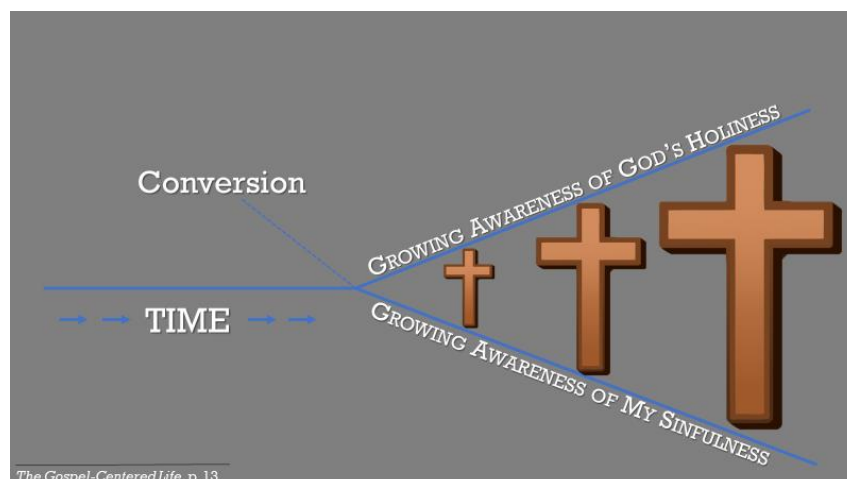 Conversion
GROWING AWARENESS OF GOD'S HOLINESS
TIME
GROWING AWARENESS OF MY SINFULNESS
The Gospel-Centered Life, p. 13